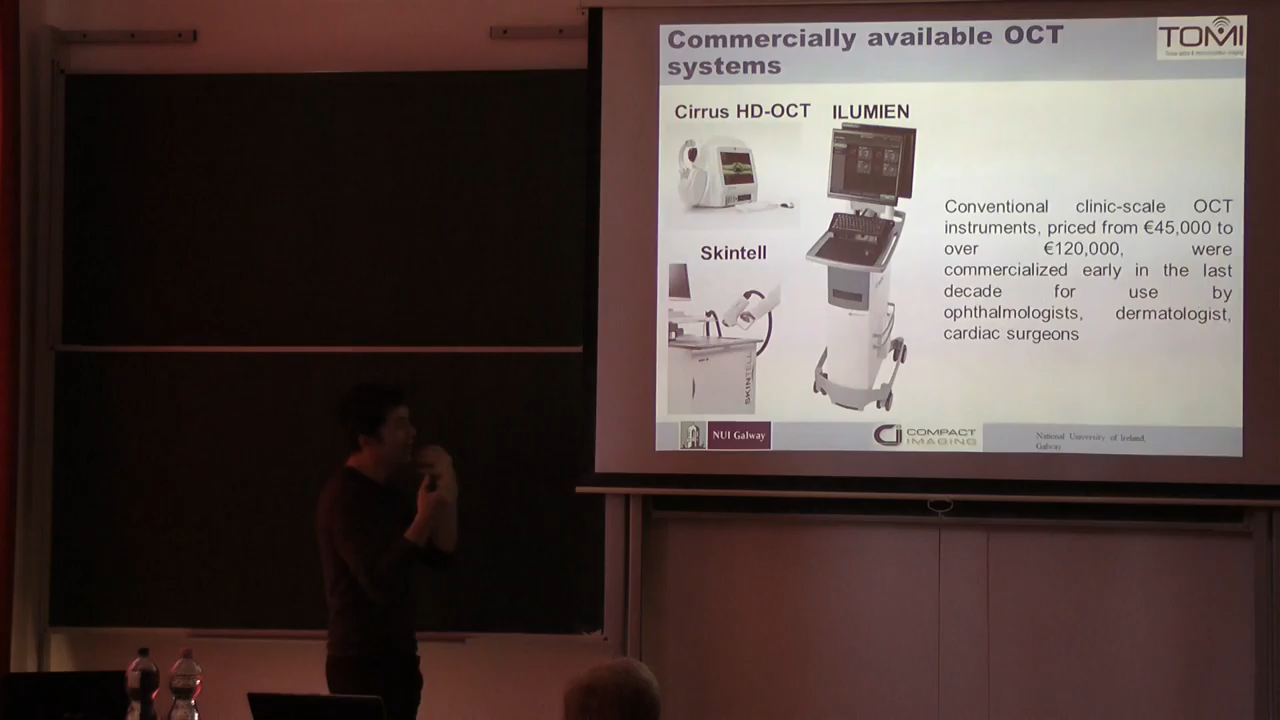 Commercially available OCT
systems
TOMI
Cirrus HD-OCT
ILUMIEN
Skintell
SKINTELL
Conventional clinic-scale OCT
instruments, priced from €45,000 to
over €120,000, were
commercialized early in the last
decade for use by
ophthalmologists, dermatologist,
cardiac surgeons
NUI Galway
COMPACT
IMAGING
National University of Ireland,
Galway